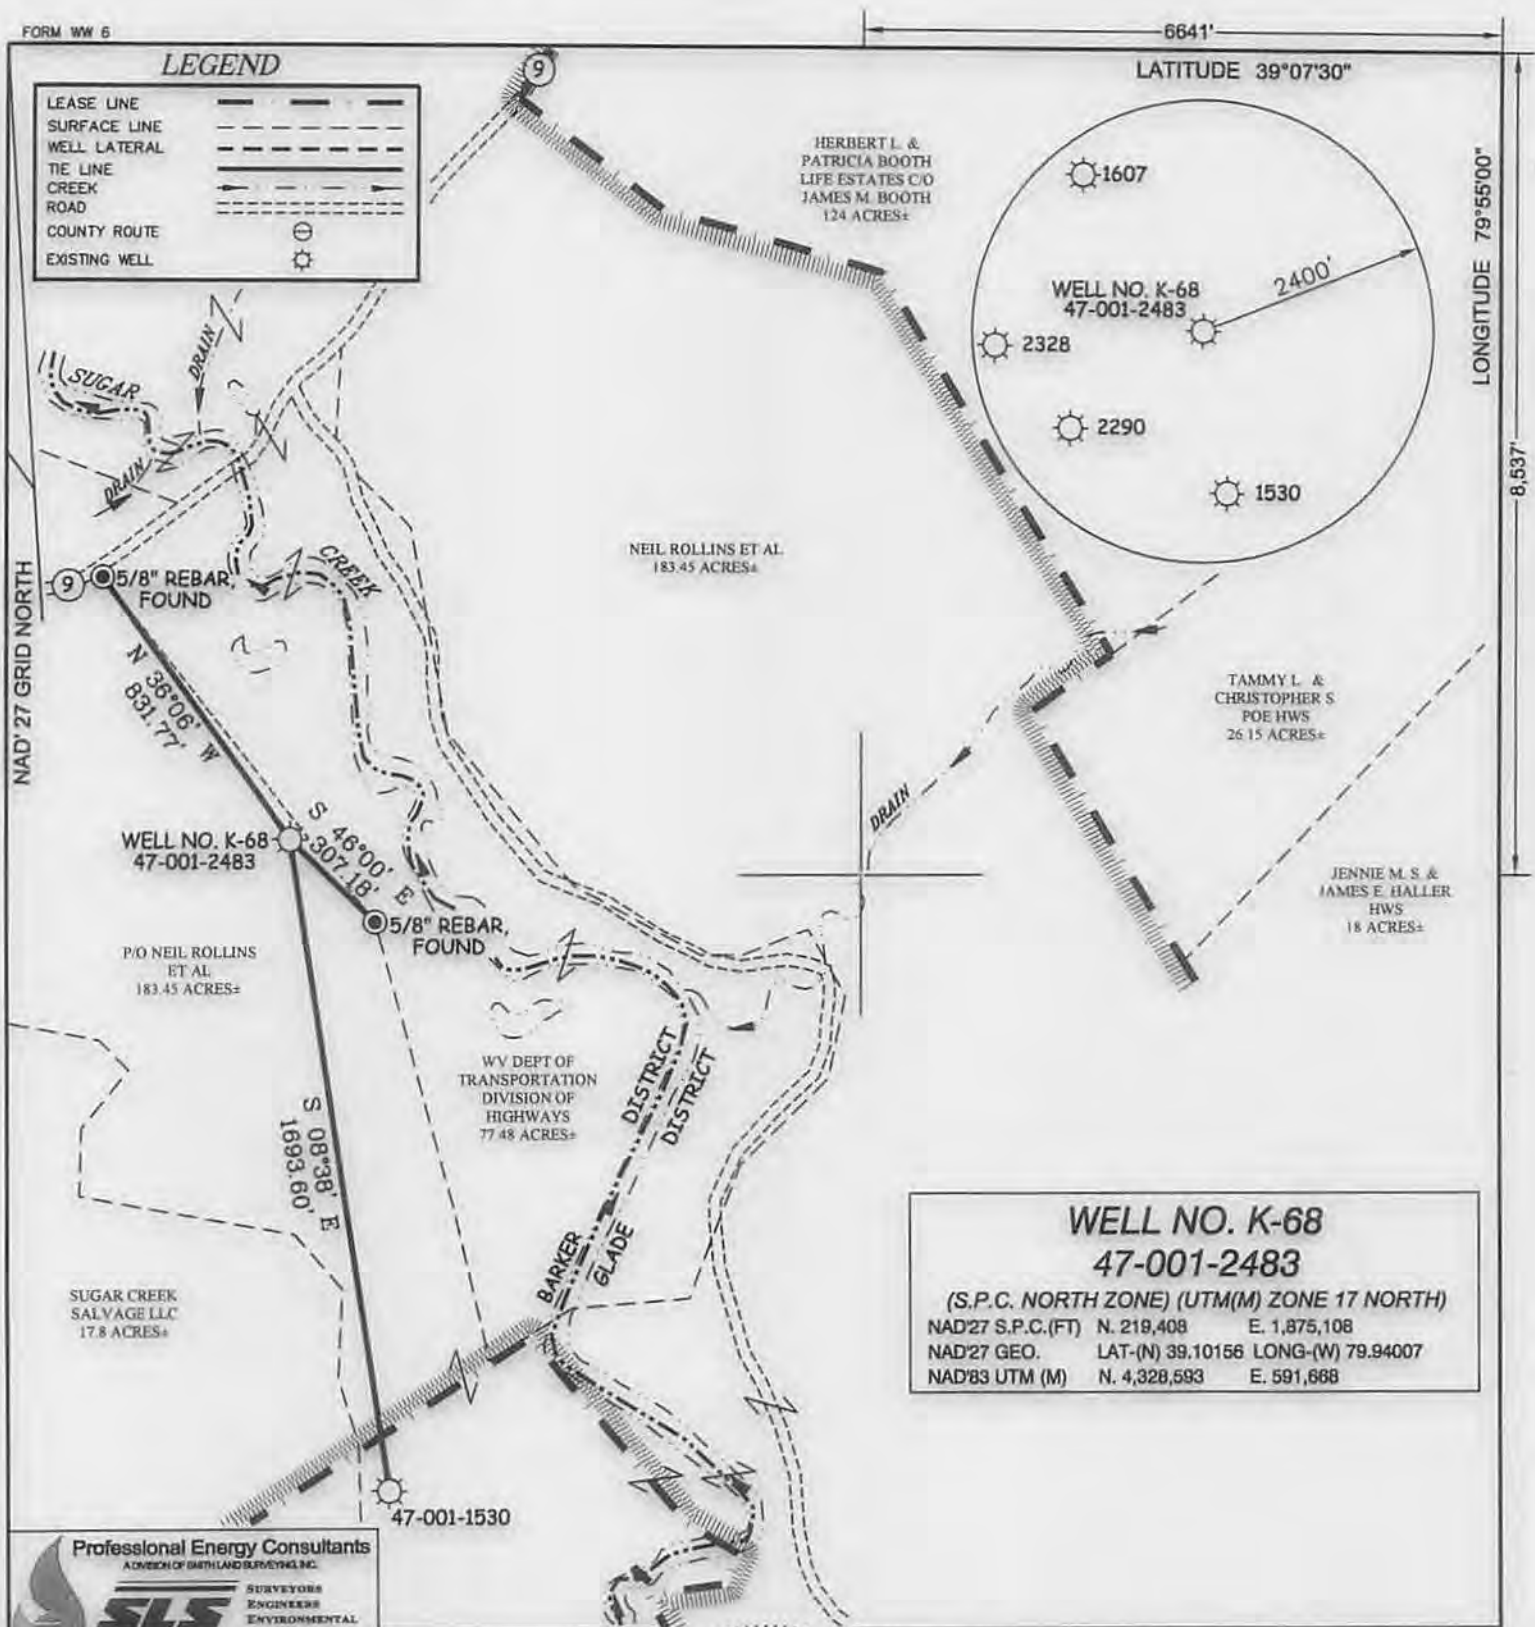 FORM WW 6
6641'
LEGEND
LEASE LINE
SURFACE LINE
WELL LATERAL
TIE LINE
CREEK
ROAD
COUNTY ROUTE
EXISTING WELL
9
LATITUDE 39°07'30"
LONGITUDE 79°55'00"
8,537'
HERBERT L. &
PATRICIA BOOTH
LIFE ESTATES C/O
JAMES M. BOOTH
124 ACRES±
1607
2400'
WELL NO. K-68
47-001-2483
2328
2290
1530
DRAIN
SUGAR
DRAIN
CREEK
NAD'27 GRID NORTH
9
5/8" REBAR,
FOUND
NEIL ROLLINS ET AL
183.45 ACRES±
N 36°06' W
831.77'
TAMMY L. &
CHRISTOPHER S
POE HWS
26.15 ACRES±
DRAIN
WELL NO. K-68
47-001-2483
S 46°00' E
307.18'
5/8" REBAR,
FOUND
JENNIE M. S. &
JAMES E. HALLER
HWS
18 ACRES±
P/O NEIL ROLLINS
ET AL
183.45 ACRES±
WV DEPT OF
TRANSPORTATION
DIVISION OF
HIGHWAYS
77.48 ACRES±
BARKER DISTRICT
GLADE DISTRICT
S 08°38' E
1693.60'
SUGAR CREEK
SALVAGE LLC
17.8 ACRES±
47-001-1530
WELL NO. K-68
47-001-2483
(S.P.C. NORTH ZONE) (UTM(M) ZONE 17 NORTH)
NAD'27 S.P.C.(FT) N. 219,408 E. 1,875,108
NAD'27 GEO. LAT-(N) 39.10156 LONG-(W) 79.94007
NAD'83 UTM (M) N. 4,328,593 E. 591,668
Professional Energy Consultants
A DIVISION OF SMITH LAND SURVEYING, INC.
SLS
SURVEYORS
ENGINEERS
ENVIRONMENTAL